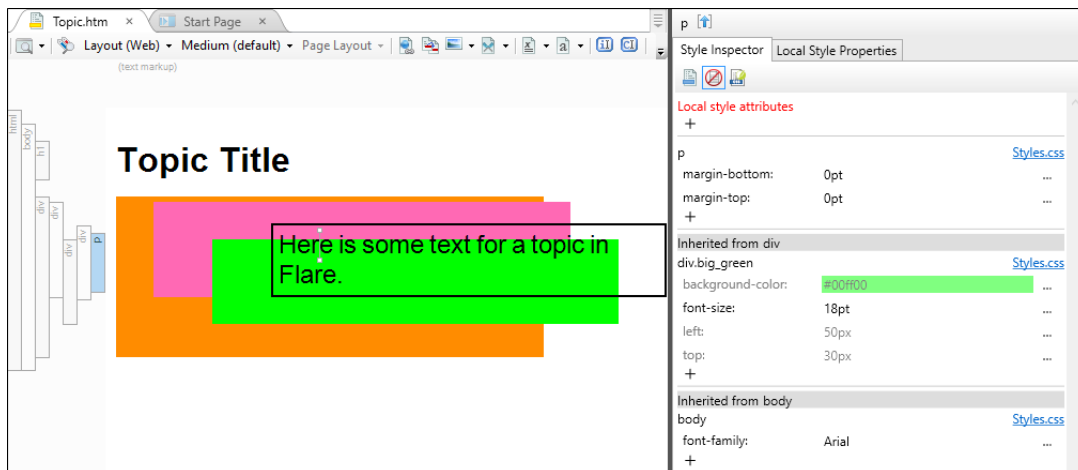 Topic.htm × Start Page ×
Layout (Web) Medium (default) Page Layout
(text markup)
html
body
h1
div
div
div
div
p
Topic Title
Here is some text for a topic in
Flare.
p
Style Inspector Local Style Properties
Local style attributes
+
p Styles.css
margin-bottom: 0pt ...
margin-top: 0pt ...
+
Inherited from div
div.big_green Styles.css
background-color: #00ff00 ...
font-size: 18pt ...
left: 50px ...
top: 30px ...
+
Inherited from body
body Styles.css
font-family: Arial ...
+